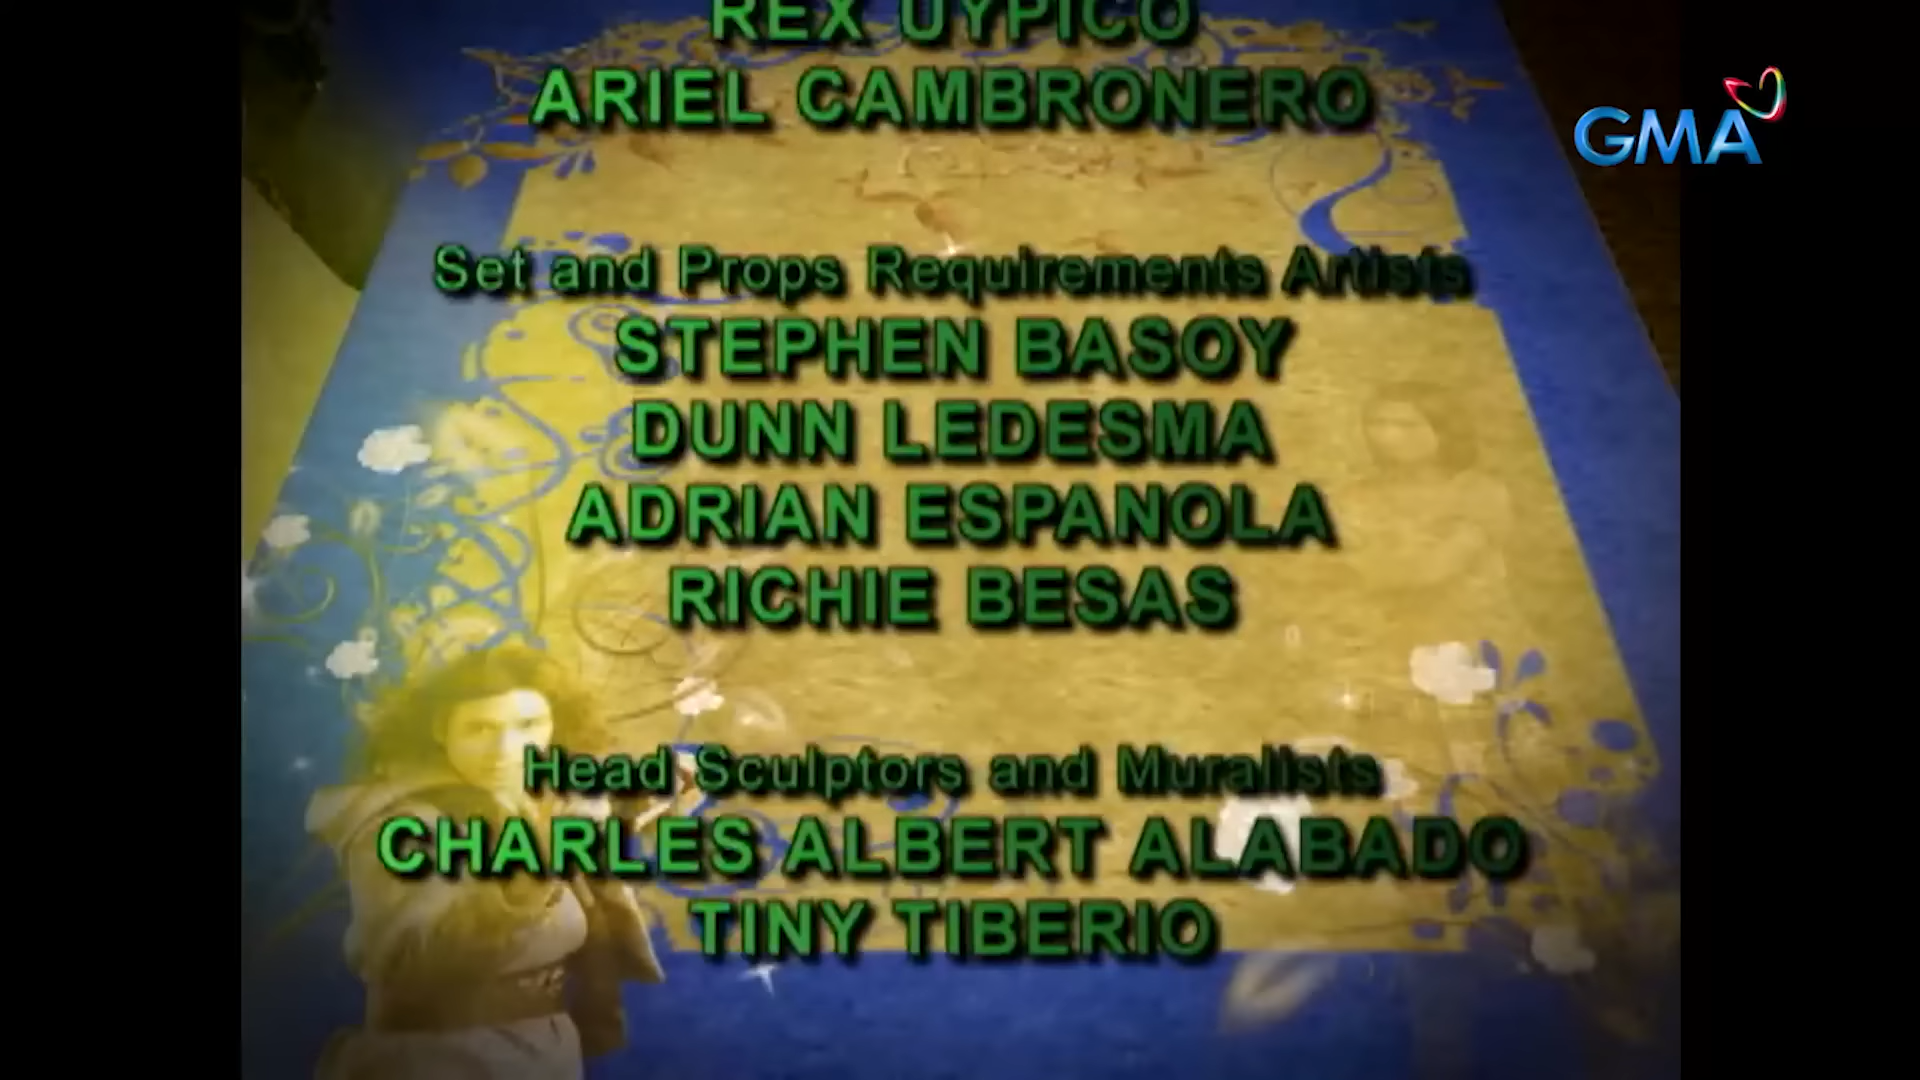 REX UYPICO
ARIEL CAMBRONERO
GMA
Set and Props Requirements Artists
STEPHEN BASOY
DUNN LEDESMA
ADRIAN ESPANOLA
RICHIE BESAS
Head Sculptors and Muralists
CHARLES ALBERT ALABADO
TINY TIBERIO